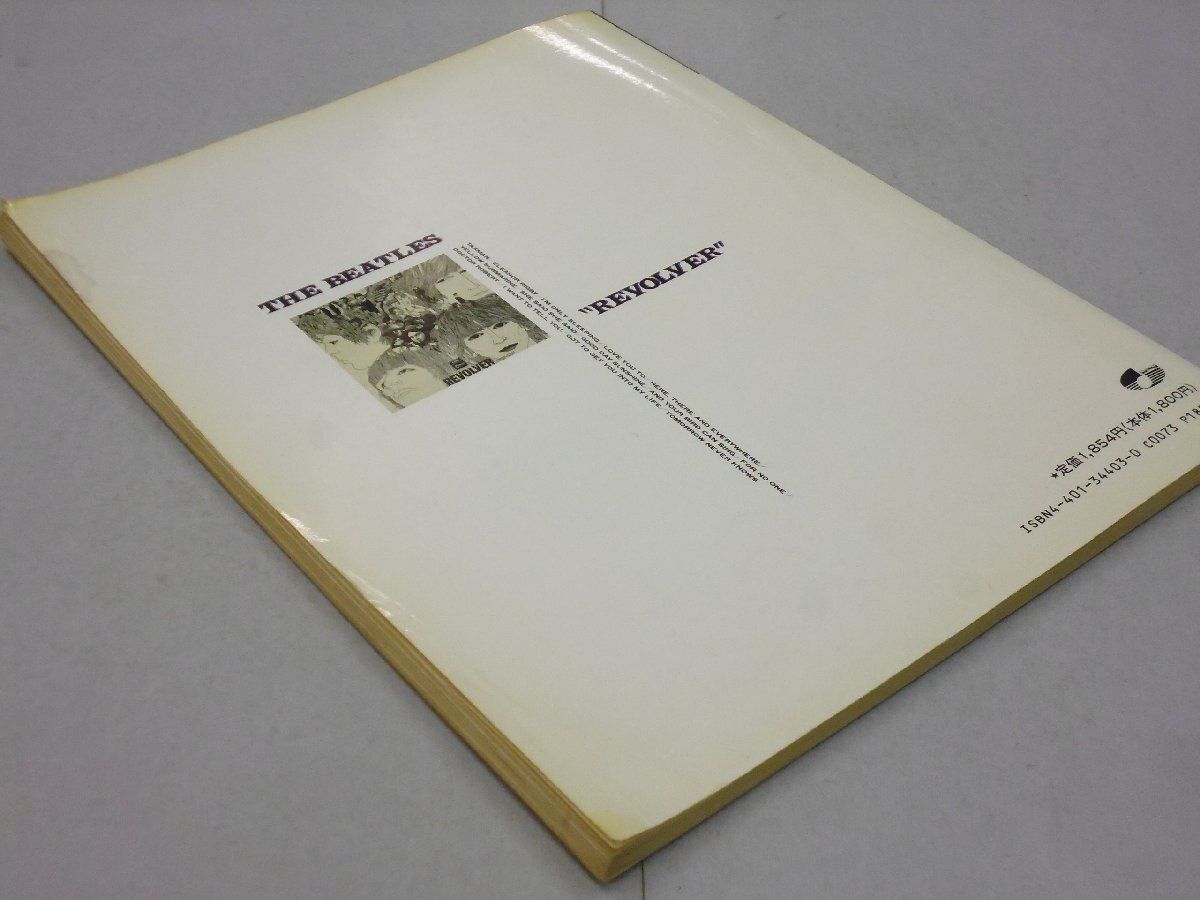 THE BEATLES
"REVOLVER"
TAXMAN. ELEANOR RIGBY. I'M ONLY SLEEPING. LOVE YOU TO. HERE, THERE AND EVERYWHERE.
YELLOW SUBMARINE. SHE SAID SHE SAID. GOOD DAY SUNSHINE. AND YOUR BIRD CAN SING. FOR NO ONE.
DOCTOR ROBERT. I WANT TO TELL YOU. GOT TO GET YOU INTO MY LIFE. TOMORROW NEVER KNOWS
REVOLVER
★定価1,854円(本体1,800円)
ISBN4-401-34403-0 C0073 P18